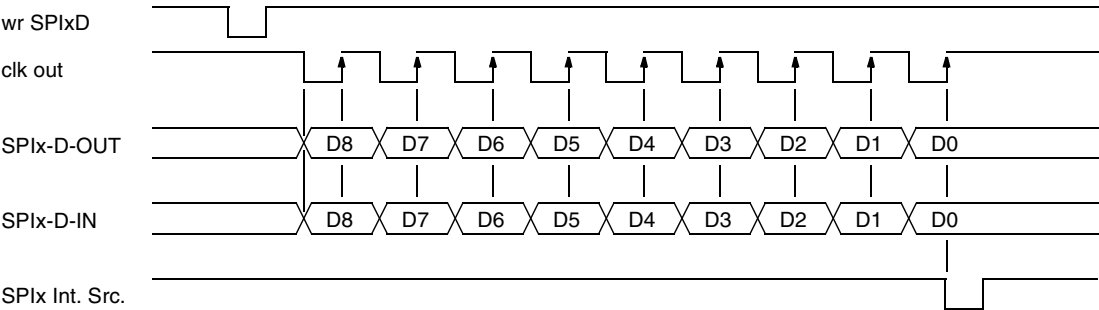 wr SPIxD
clk out
SPIx-D-OUT D8 D7 D6 D5 D4 D3 D2 D1 D0
SPIx-D-IN D8 D7 D6 D5 D4 D3 D2 D1 D0
SPIx Int. Src.